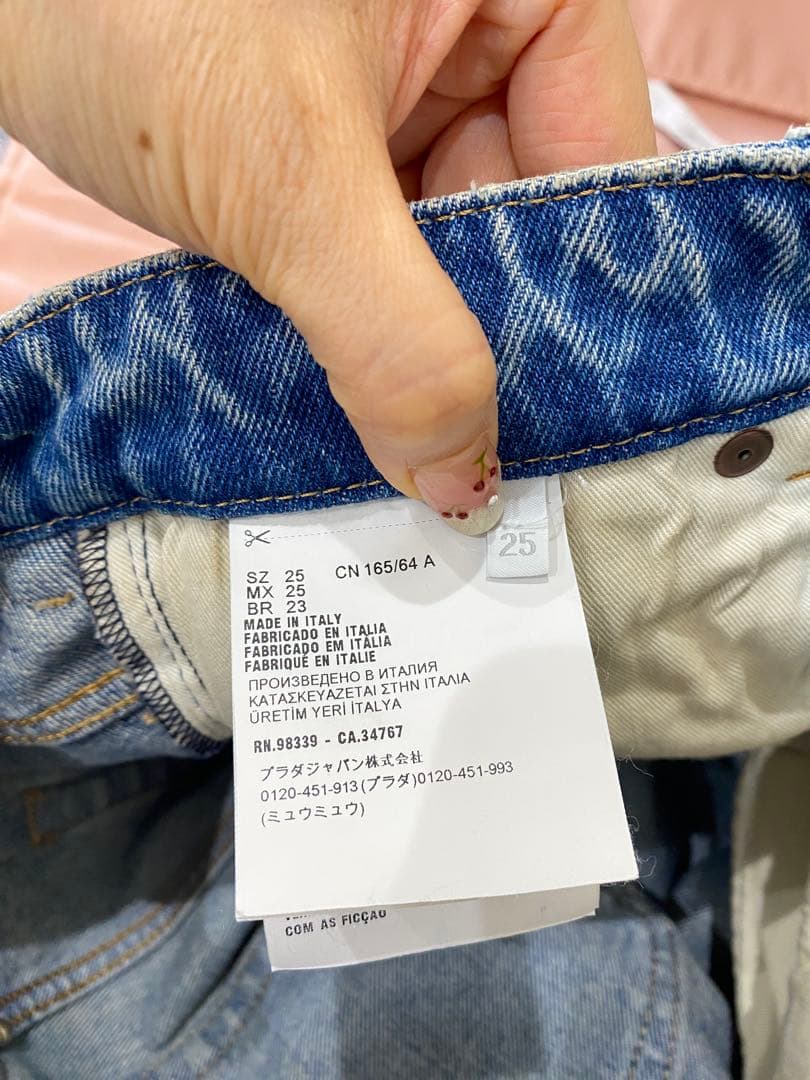 SZ 25 CN 165/64 A
MX 25
BR 23
25
MADE IN ITALY
FABRICADO EN ITALIA
FABRICADO EM ITÁLIA
FABRIQUÉ EN ITALIE
ПРОИЗВЕДЕНО В ИТАЛИЯ
ΚΑΤΑΣΚΕΥΑΖΕΤΑΙ ΣΤΗΝ ΙΤΑΛΙΑ
ÜRETİM YERİ İTALYA
RN.98339 - CA.34767
プラダジャパン株式会社
0120-451-913(プラダ)0120-451-993
(ミュウミュウ)
COM AS FICÇAO